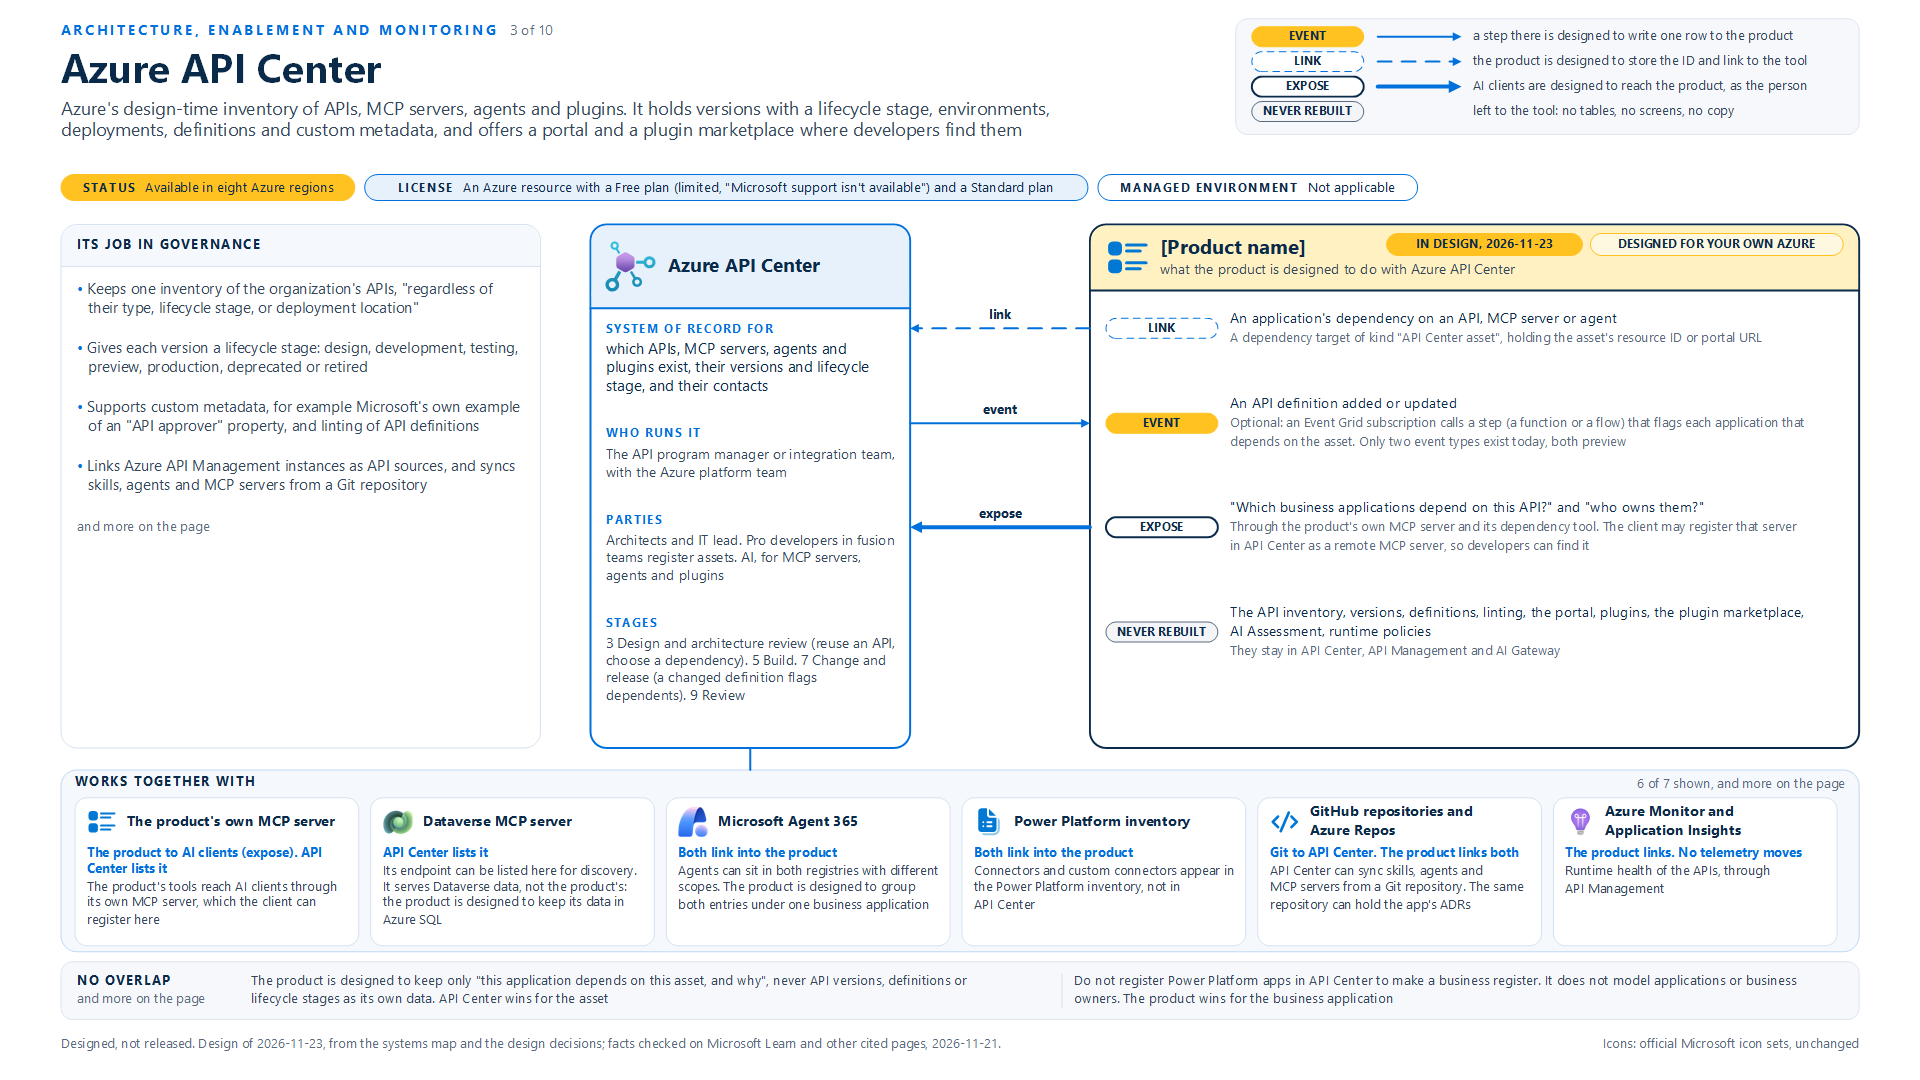 ARCHITECTURE, ENABLEMENT AND MONITORING 3 of 10
Azure API Center
Azure's design-time inventory of APIs, MCP servers, agents and plugins. It holds versions with a lifecycle stage, environments,
deployments, definitions and custom metadata, and offers a portal and a plugin marketplace where developers find them
EVENT a step there is designed to write one row to the product
LINK the product is designed to store the ID and link to the tool
EXPOSE AI clients are designed to reach the product, as the person
NEVER REBUILT left to the tool: no tables, no screens, no copy
STATUS Available in eight Azure regions
LICENSE An Azure resource with a Free plan (limited, "Microsoft support isn't available") and a Standard plan
MANAGED ENVIRONMENT Not applicable
ITS JOB IN GOVERNANCE
• Keeps one inventory of the organization's APIs, "regardless of
their type, lifecycle stage, or deployment location"
• Gives each version a lifecycle stage: design, development, testing,
preview, production, deprecated or retired
• Supports custom metadata, for example Microsoft's own example
of an "API approver" property, and linting of API definitions
• Links Azure API Management instances as API sources, and syncs
skills, agents and MCP servers from a Git repository
and more on the page
Azure API Center
SYSTEM OF RECORD FOR
which APIs, MCP servers, agents and
plugins exist, their versions and lifecycle
stage, and their contacts
WHO RUNS IT
The API program manager or integration team,
with the Azure platform team
PARTIES
Architects and IT lead. Pro developers in fusion
teams register assets. AI, for MCP servers,
agents and plugins
STAGES
3 Design and architecture review (reuse an API,
choose a dependency). 5 Build. 7 Change and
release (a changed definition flags
dependents). 9 Review
link
event
expose
[Product name]
IN DESIGN, 2026-11-23
DESIGNED FOR YOUR OWN AZURE
what the product is designed to do with Azure API Center
LINK
An application's dependency on an API, MCP server or agent
A dependency target of kind "API Center asset", holding the asset's resource ID or portal URL
EVENT
An API definition added or updated
Optional: an Event Grid subscription calls a step (a function or a flow) that flags each application that
depends on the asset. Only two event types exist today, both preview
EXPOSE
"Which business applications depend on this API?" and "who owns them?"
Through the product's own MCP server and its dependency tool. The client may register that server
in API Center as a remote MCP server, so developers can find it
NEVER REBUILT
The API inventory, versions, definitions, linting, the portal, plugins, the plugin marketplace,
AI Assessment, runtime policies
They stay in API Center, API Management and AI Gateway
WORKS TOGETHER WITH
6 of 7 shown, and more on the page
The product's own MCP server
The product to AI clients (expose). API
Center lists it
The product's tools reach AI clients through
its own MCP server, which the client can
register here
Dataverse MCP server
API Center lists it
Its endpoint can be listed here for discovery.
It serves Dataverse data, not the product's:
the product is designed to keep its data in
Azure SQL
Microsoft Agent 365
Both link into the product
Agents can sit in both registries with different
scopes. The product is designed to group
both entries under one business application
Power Platform inventory
Both link into the product
Connectors and custom connectors appear in
the Power Platform inventory, not in
API Center
GitHub repositories and
Azure Repos
Git to API Center. The product links both
API Center can sync skills, agents and
MCP servers from a Git repository. The same
repository can hold the app's ADRs
Azure Monitor and
Application Insights
The product links. No telemetry moves
Runtime health of the APIs, through
API Management
NO OVERLAP
and more on the page
The product is designed to keep only "this application depends on this asset, and why", never API versions, definitions or
lifecycle stages as its own data. API Center wins for the asset
Do not register Power Platform apps in API Center to make a business register. It does not model applications or business
owners. The product wins for the business application
Designed, not released. Design of 2026-11-23, from the systems map and the design decisions; facts checked on Microsoft Learn and other cited pages, 2026-11-21.
Icons: official Microsoft icon sets, unchanged